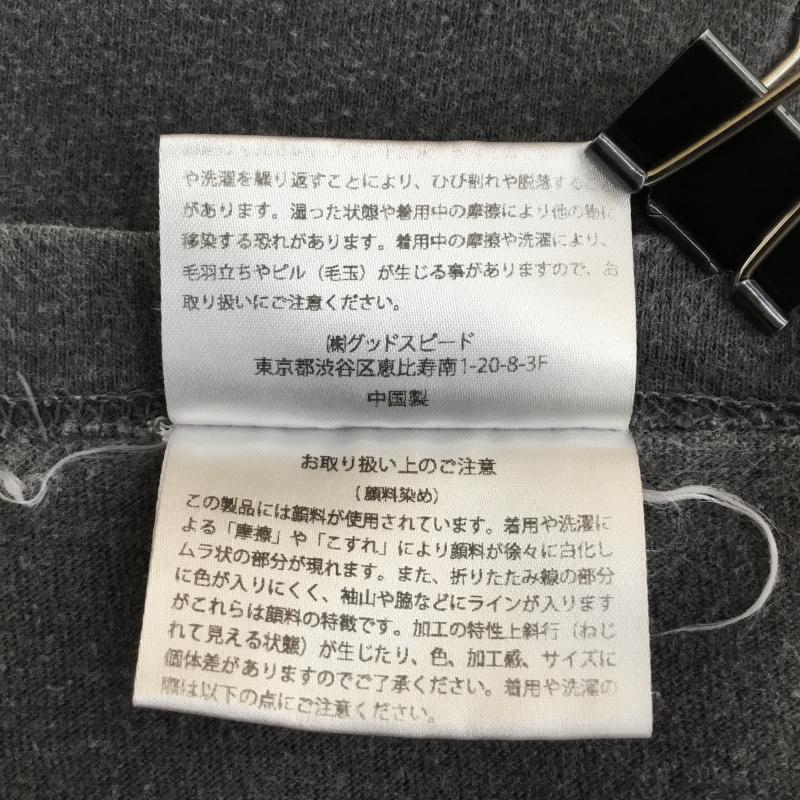 や洗濯を繰り返すことにより、ひび割れや脱落する
があります。湿った状態や着用中の摩擦により他の物に
移染する恐れがあります。着用中の摩擦や洗濯により、
毛羽立ちやピル（毛玉）が生じる事がありますので、お
取り扱いにご注意ください。
㈱グッドスピード
東京都渋谷区恵比寿南1-20-8-3F
中国製
お取り扱い上のご注意
（顔料染め）
この製品には顔料が使用されています。着用や洗濯に
よる「摩擦」や「こすれ」により顔料が徐々に白化し
ムラ状の部分が現れます。また、折りたたみ線の部分
に色が入りにくく、袖山や脇などにラインが入ります
がこれらは顔料の特徴です。加工の特性上斜行（ねじ
れて見える状態）が生じたり、色、加工感、サイズに
個体差がありますのでご了承ください。着用や洗濯の
際は以下の点にご注意ください。